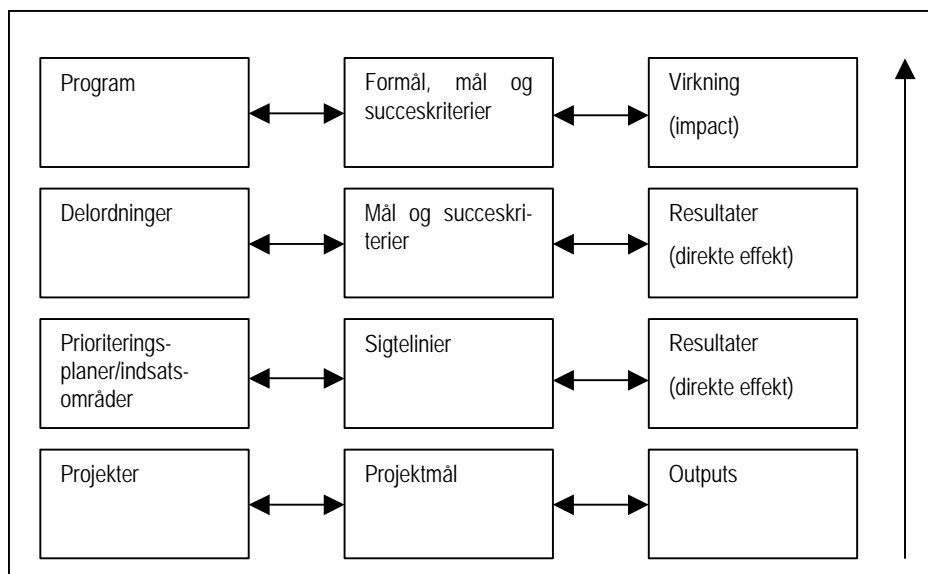 Program
Formål, mål og
succeskriterier
Virkning
(impact)
Delordninger
Mål og succeskri-
terier
Resultater
(direkte effekt)
Prioriterings-
planer/indsats-
områder
Sigtelinier
Resultater
(direkte effekt)
Projekter
Projektmål
Outputs